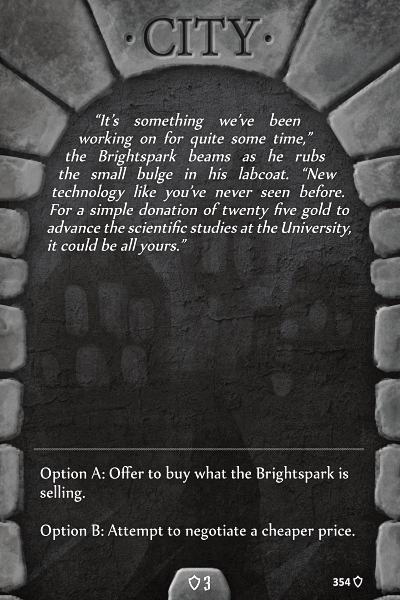 ·CITY·
“It’s something we’ve been
working on for quite some time,”
the Brightspark beams as he rubs
the small bulge in his labcoat. “New
technology like you’ve never seen before.
For a simple donation of twenty five gold to
advance the scientific studies at the University,
it could be all yours.”
Option A: Offer to buy what the Brightspark is
selling.
Option B: Attempt to negotiate a cheaper price.
3
354